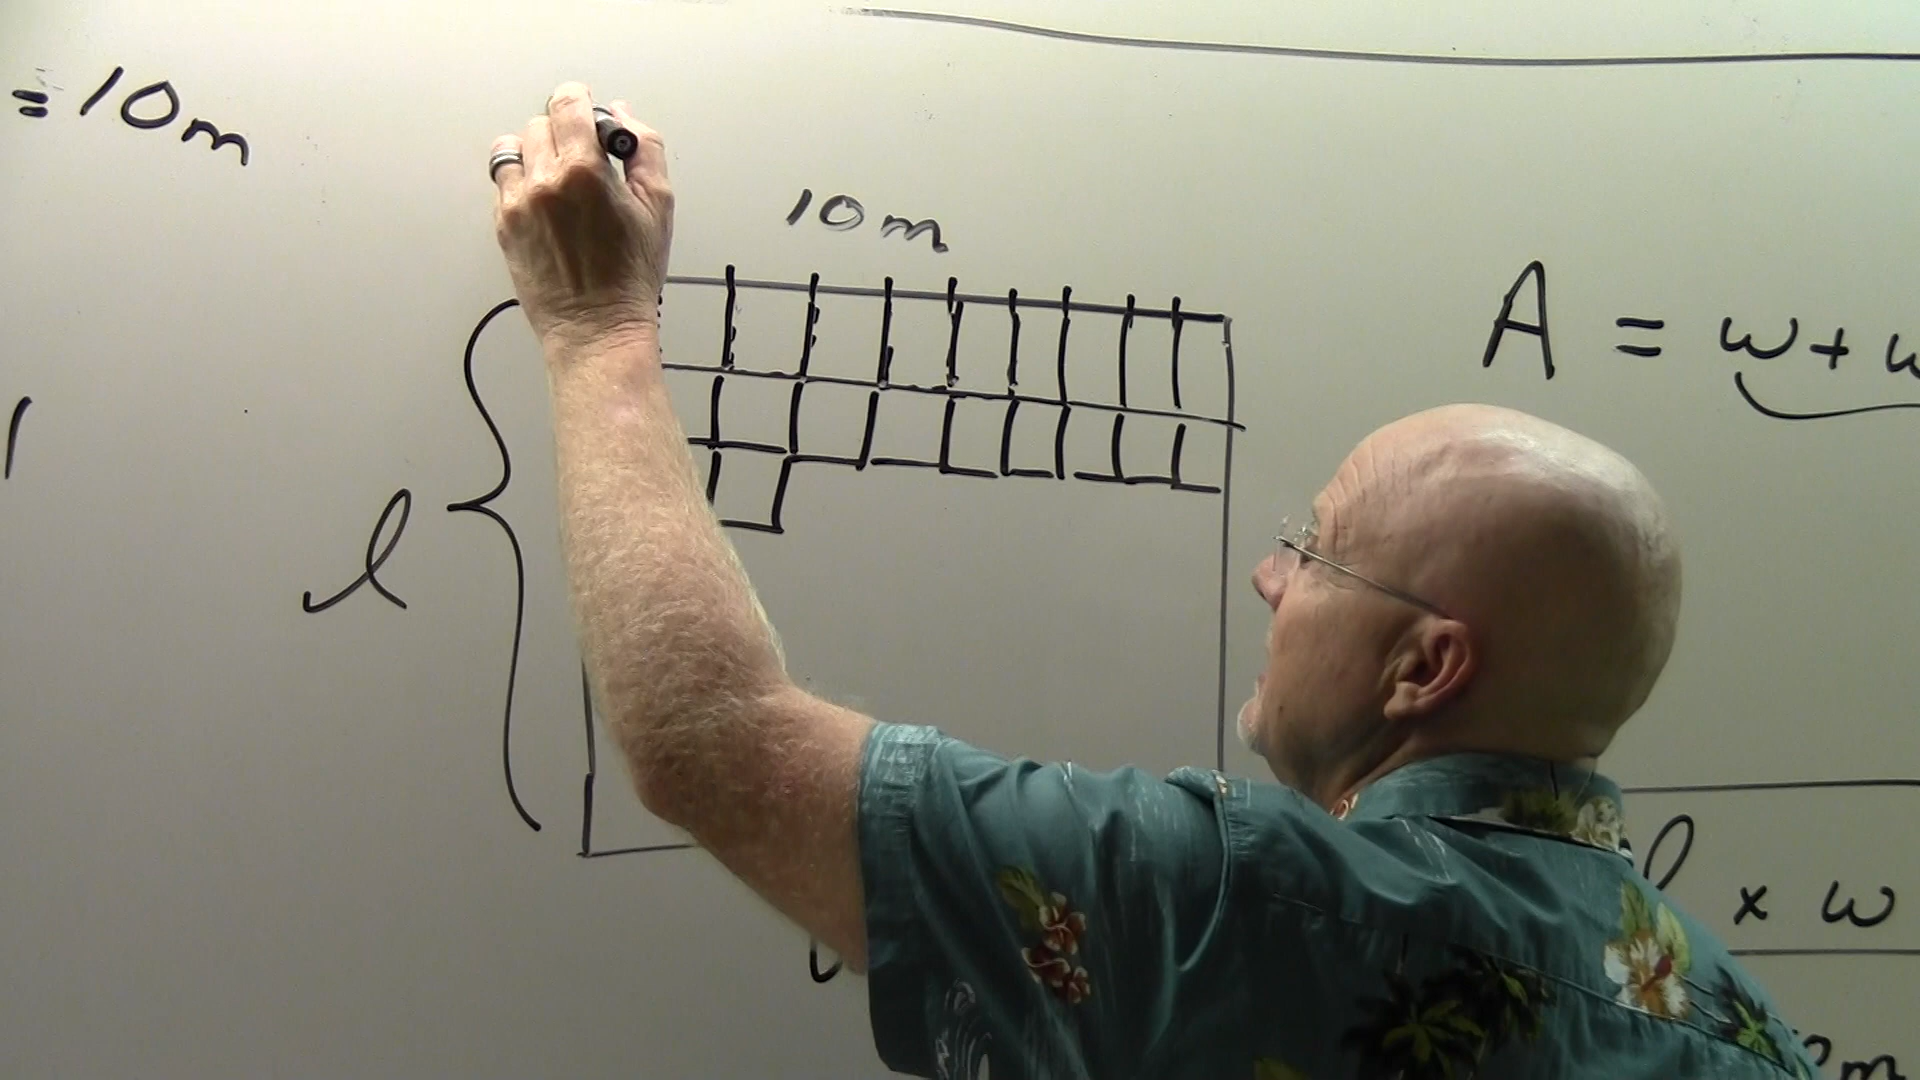 = 10m
10m
A = w + w
l
l x w
m